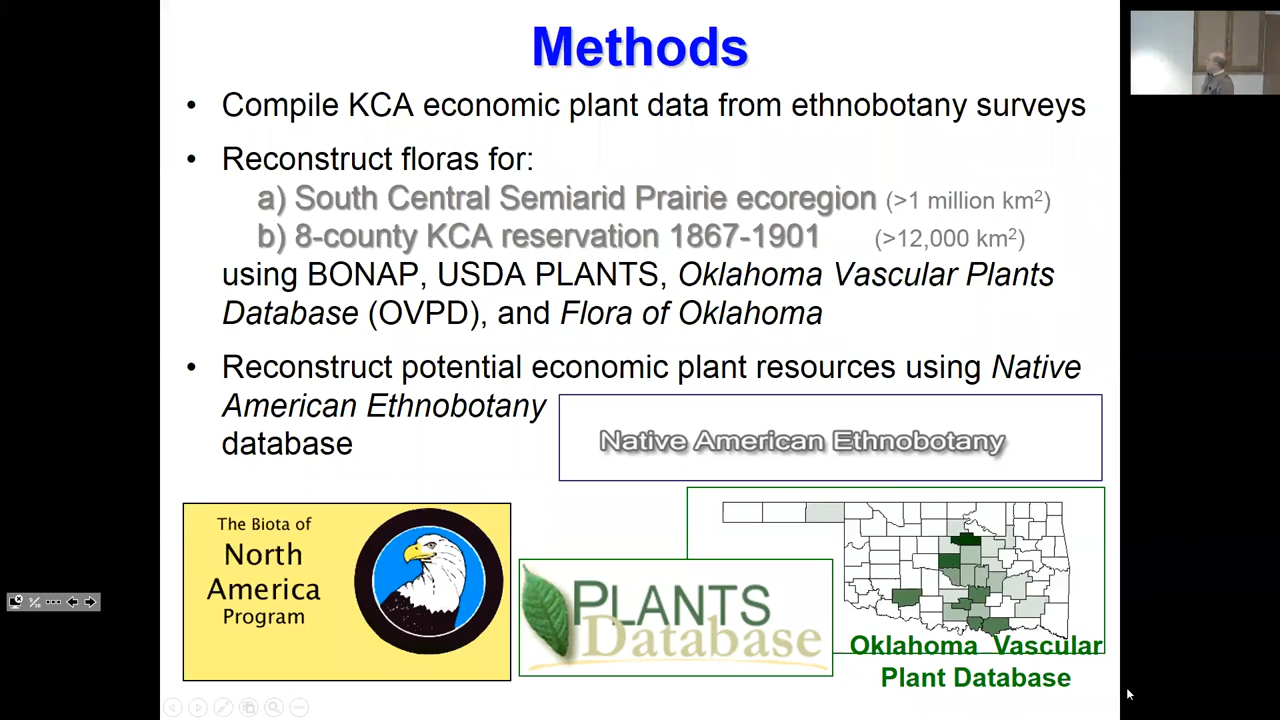 Methods
• Compile KCA economic plant data from ethnobotany surveys
• Reconstruct floras for:
a) South Central Semiarid Prairie ecoregion (>1 million km²)
b) 8-county KCA reservation 1867-1901 (>12,000 km²)
using BONAP, USDA PLANTS, Oklahoma Vascular Plants
Database (OVPD), and Flora of Oklahoma
• Reconstruct potential economic plant resources using Native
American Ethnobotany
database
Native American Ethnobotany
The Biota of
North
America
Program
PLANTS
Database
Oklahoma Vascular
Plant Database